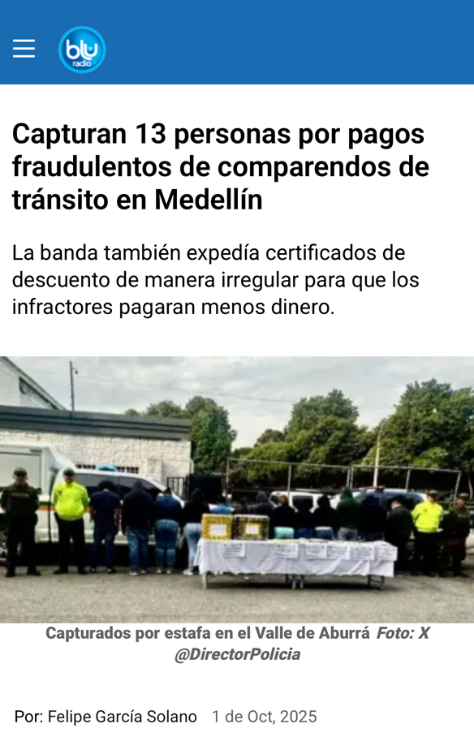 blu
radio
Capturan 13 personas por pagos
fraudulentos de comparendos de
tránsito en Medellín
La banda también expedía certificados de
descuento de manera irregular para que los
infractores pagaran menos dinero.
Capturados por estafa en el Valle de Aburrá Foto: X
@DirectorPolicia
Por: Felipe García Solano 1 de Oct, 2025